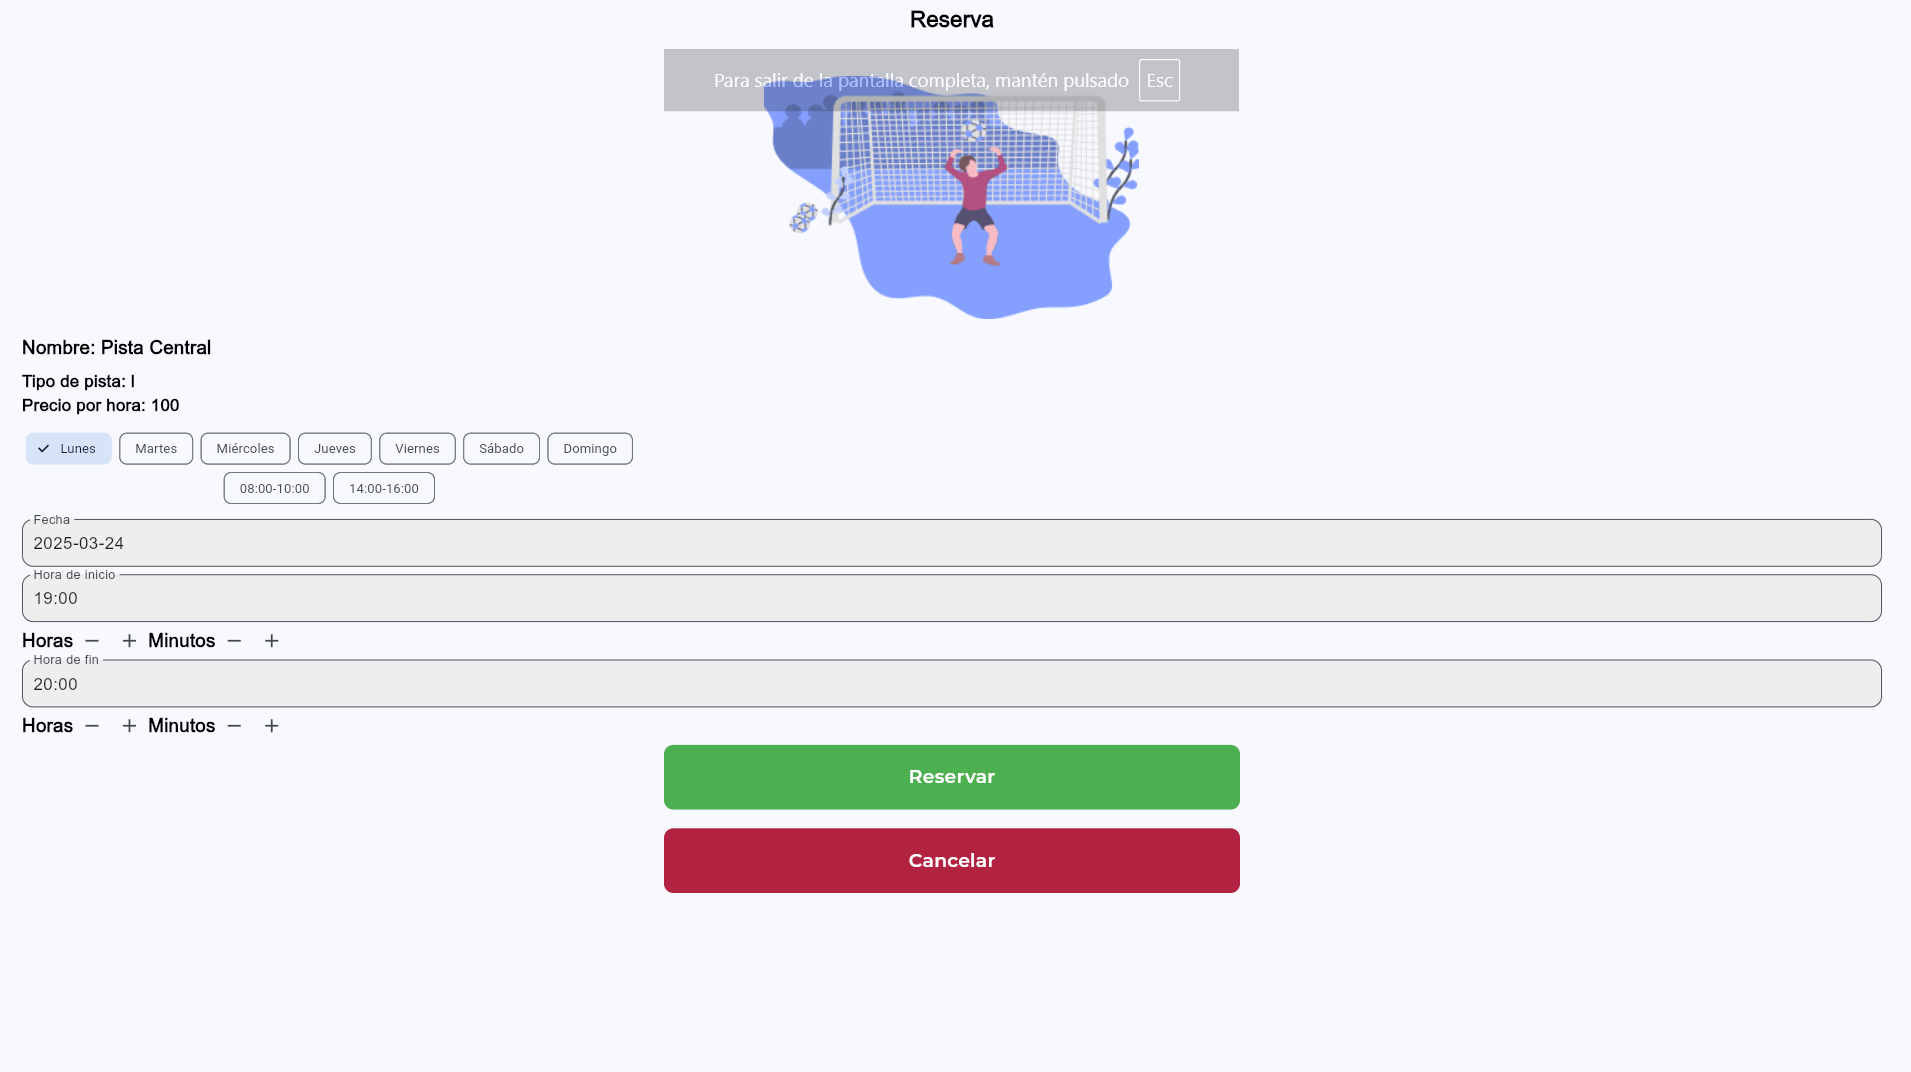 Reserva
Para salir de la pantalla completa, mantén pulsado Esc
Nombre: Pista Central
Tipo de pista: I
Precio por hora: 100
Lunes Martes Miércoles Jueves Viernes Sábado Domingo
08:00-10:00 14:00-16:00
Fecha
2025-03-24
Hora de inicio
19:00
Horas − + Minutos − +
Hora de fin
20:00
Horas − + Minutos − +
Reservar
Cancelar